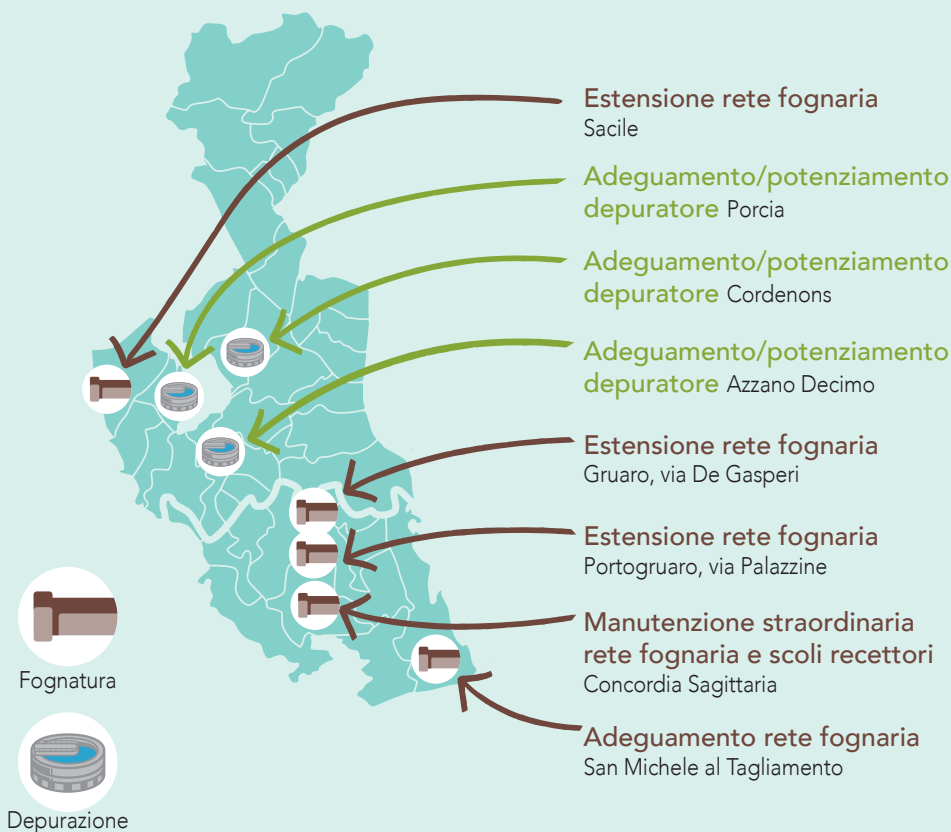 Estensione rete fognaria
Sacile
Adeguamento/potenziamento
depuratore Porcia
Adeguamento/potenziamento
depuratore Cordenons
Adeguamento/potenziamento
depuratore Azzano Decimo
Estensione rete fognaria
Gruaro, via De Gasperi
Estensione rete fognaria
Portogruaro, via Palazzine
Manutenzione straordinaria
rete fognaria e scoli recettori
Concordia Sagittaria
Adeguamento rete fognaria
San Michele al Tagliamento
Fognatura
Depurazione